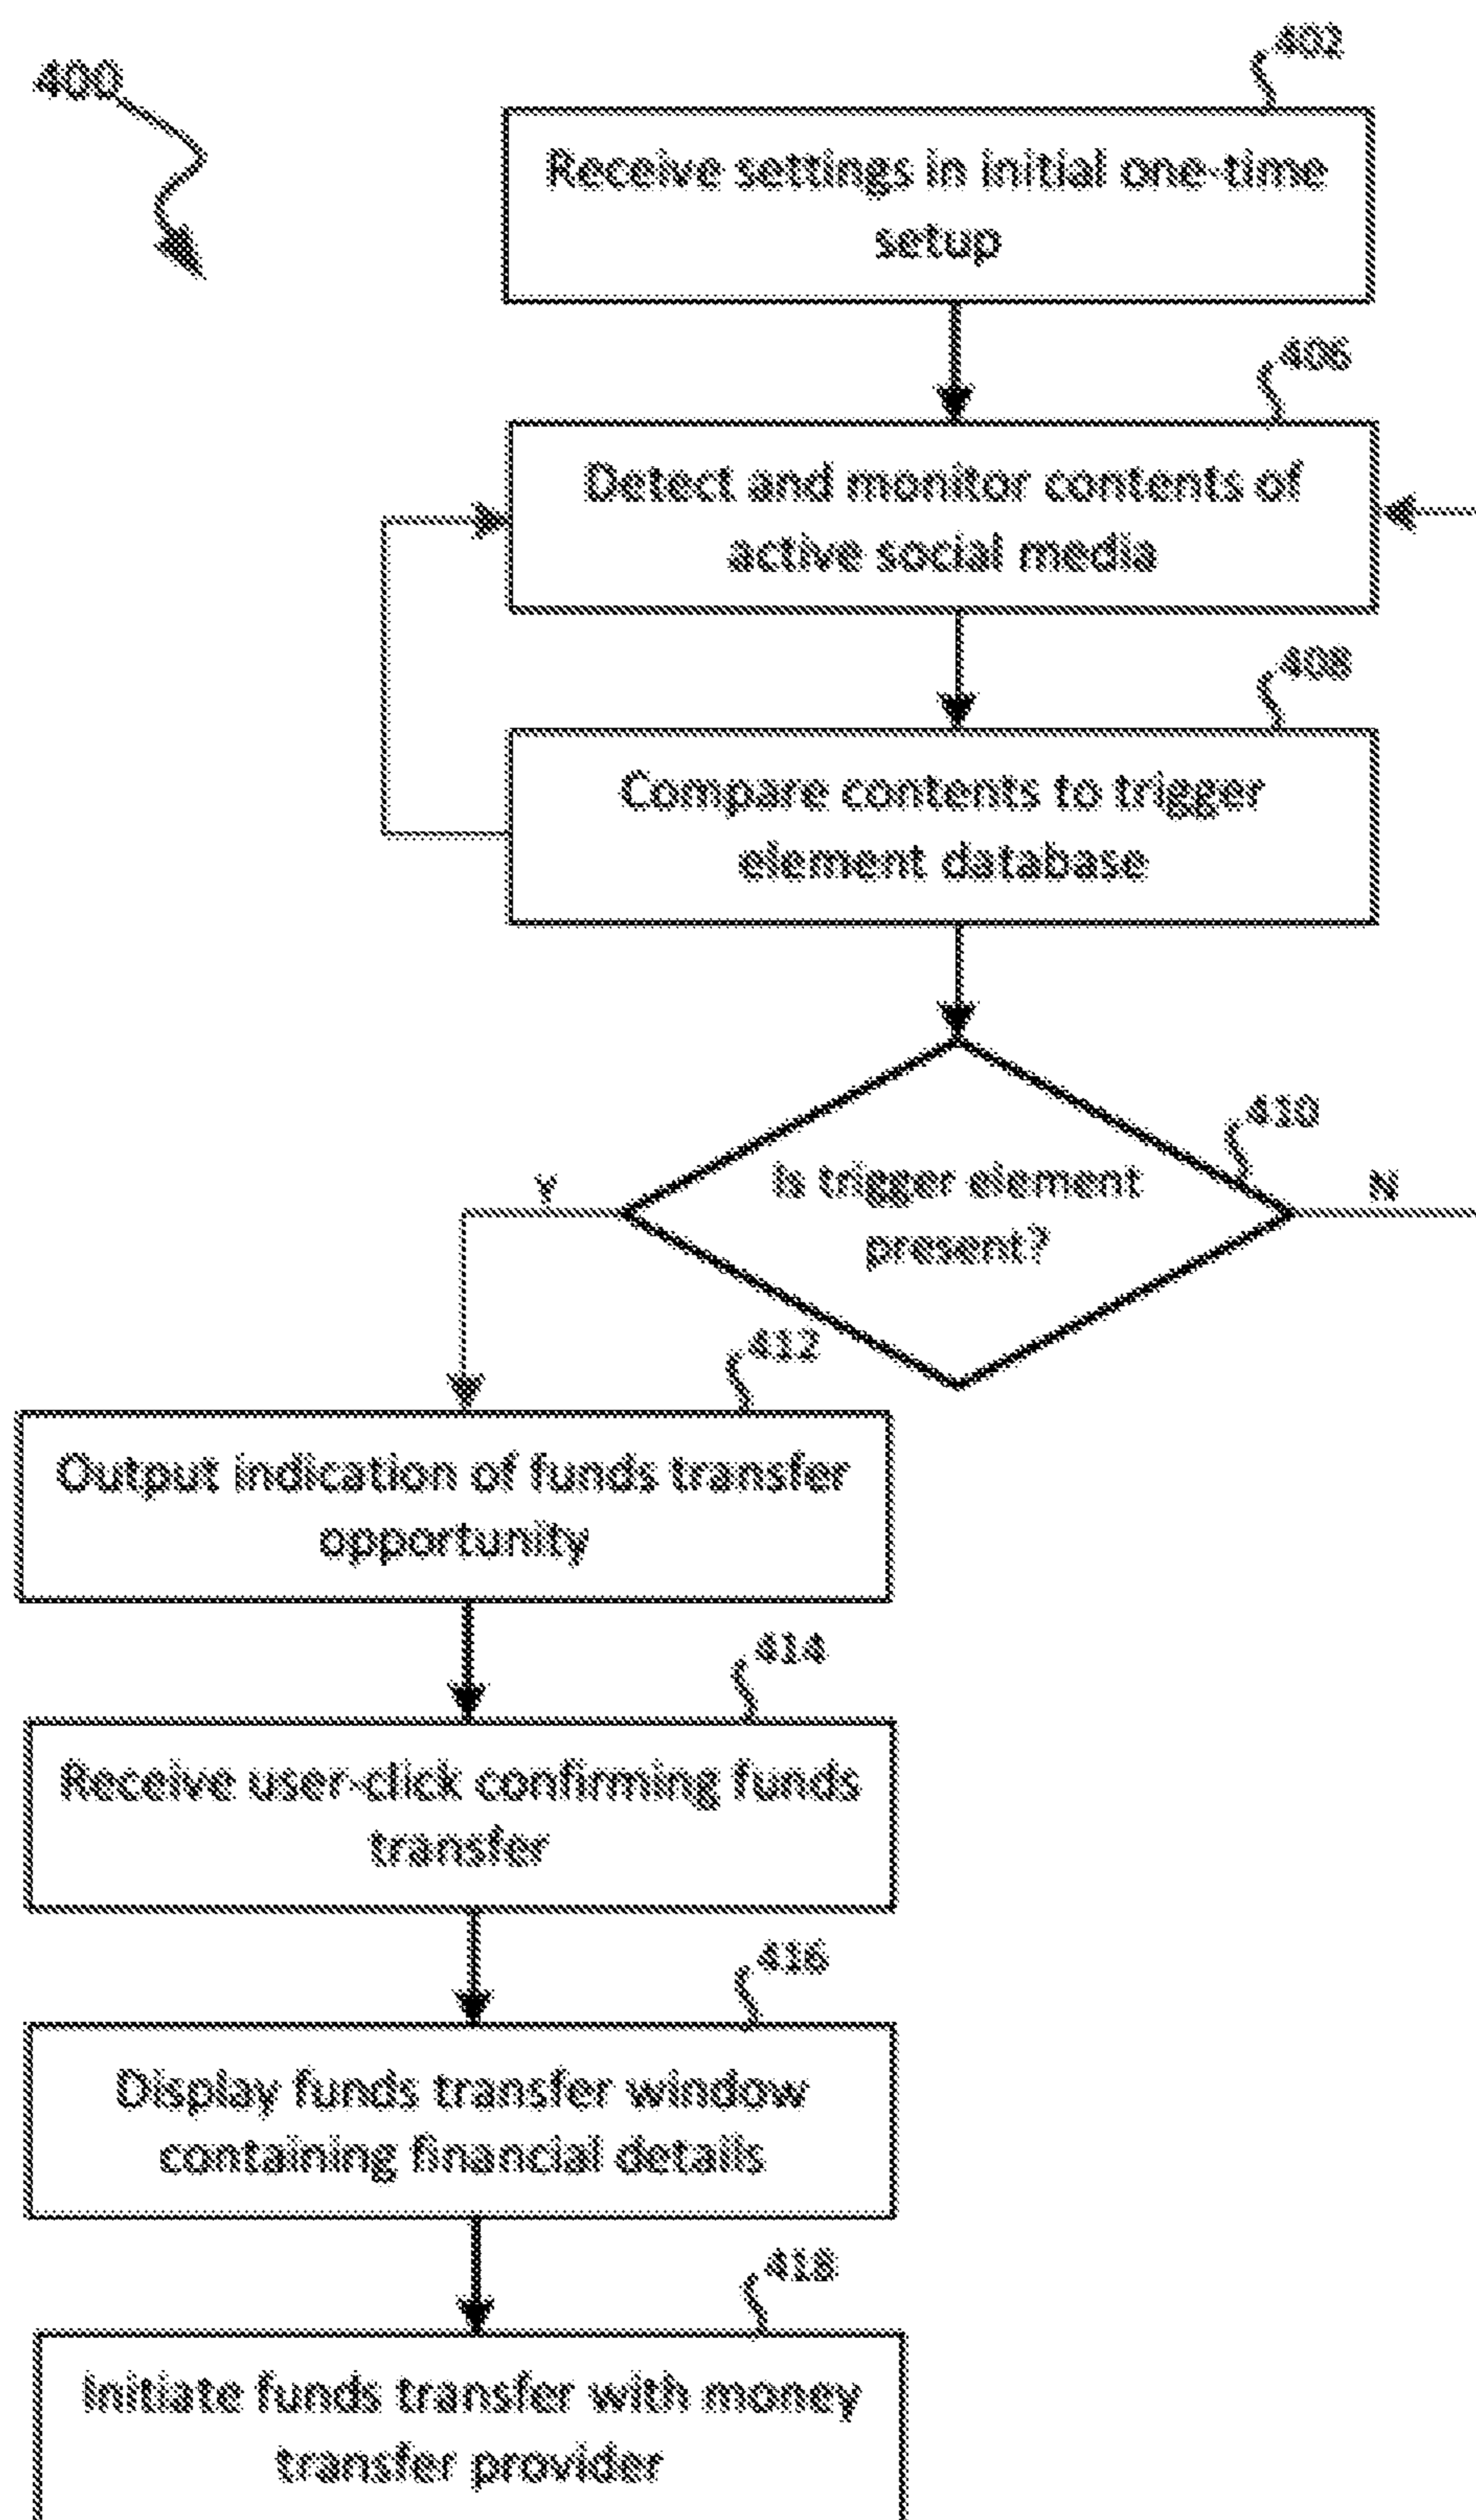 400
402
Receive settings in initial one-time
setup
406
Detect and monitor contents of
active social media
408
Compare contents to trigger
element database
410
Is trigger element
present?
Y
N
412
Output indication of funds transfer
opportunity
414
Receive user-click confirming funds
transfer
416
Display funds transfer window
containing financial details
418
Initiate funds transfer with money
transfer provider